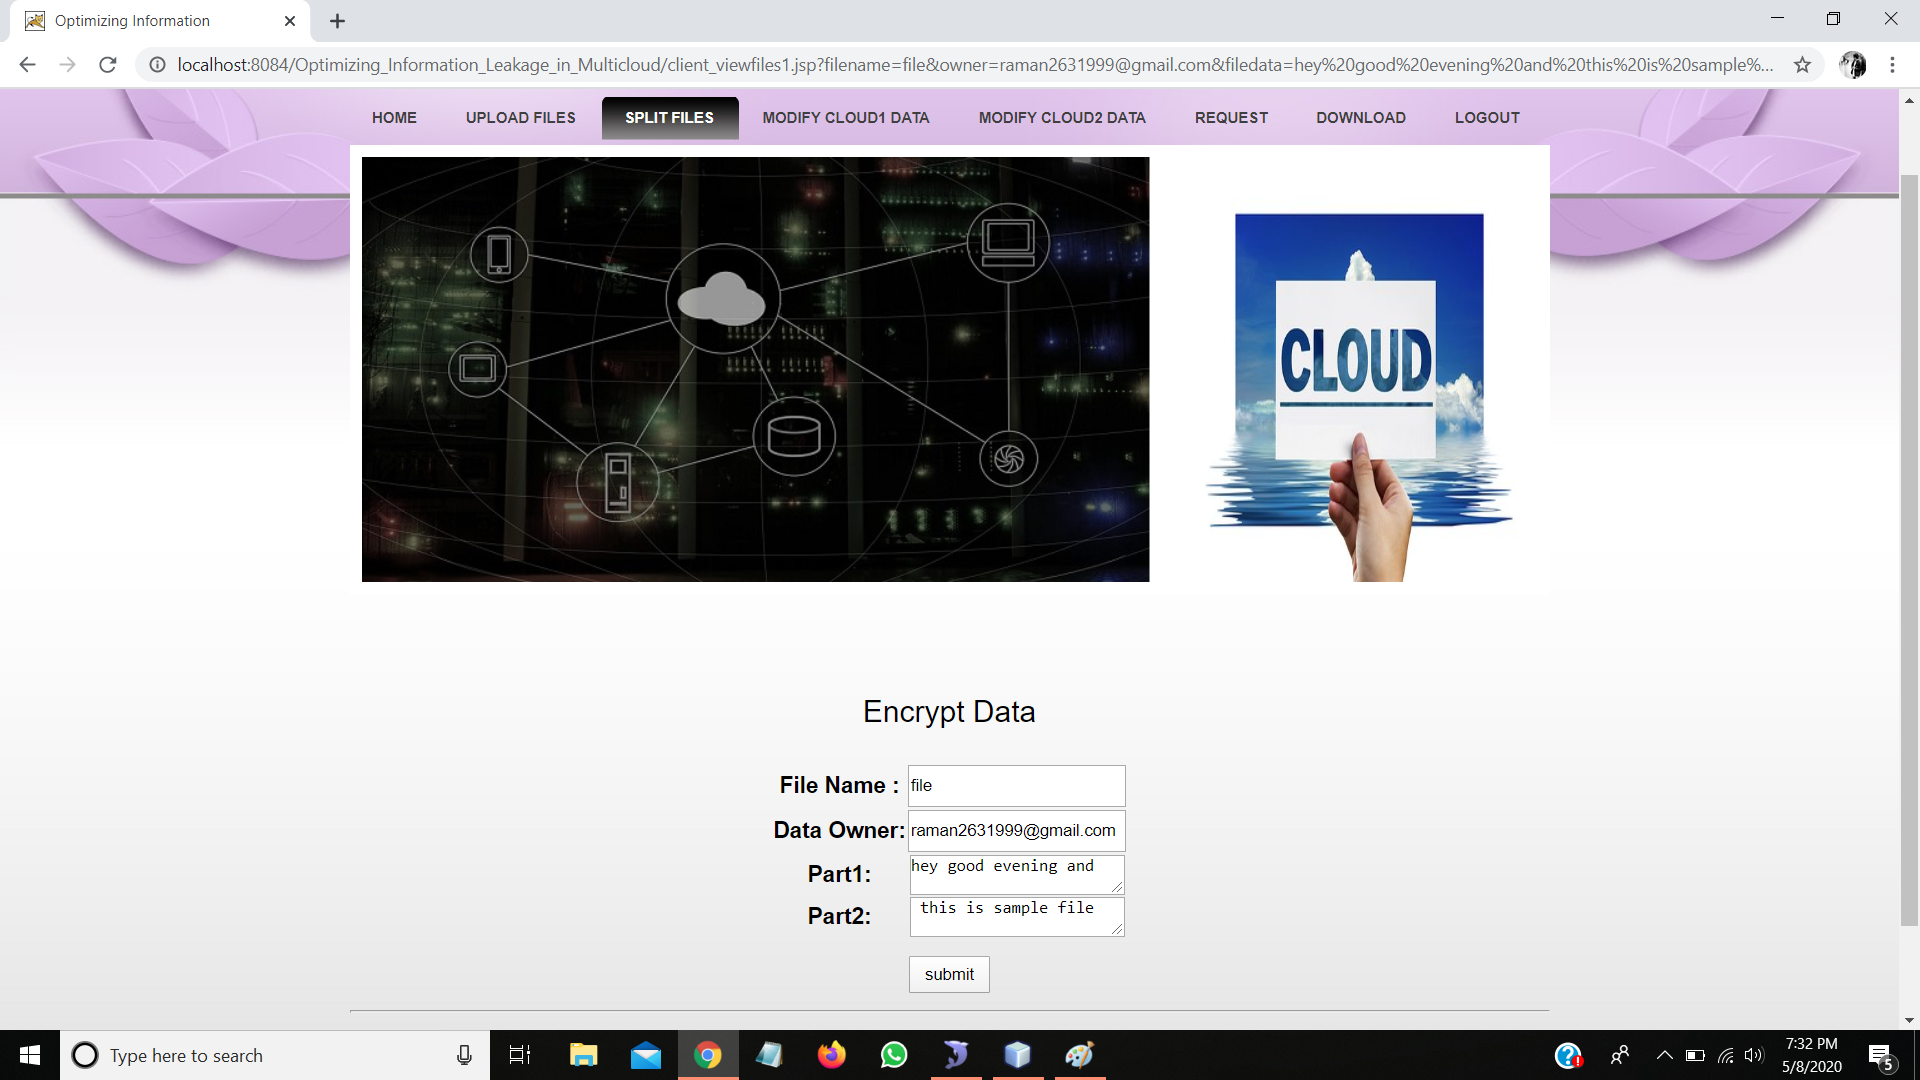 Optimizing Information
localhost:8084/Optimizing_Information_Leakage_in_Multicloud/client_viewfiles1.jsp?filename=file&owner=raman2631999@gmail.com&filedata=hey%20good%20evening%20and%20this%20is%20sample%...
HOME UPLOAD FILES SPLIT FILES MODIFY CLOUD1 DATA MODIFY CLOUD2 DATA REQUEST DOWNLOAD LOGOUT
CLOUD
Encrypt Data
File Name : file
Data Owner: raman2631999@gmail.com
Part1: hey good evening and
Part2: this is sample file
submit
Type here to search
7:32 PM
5/8/2020
5